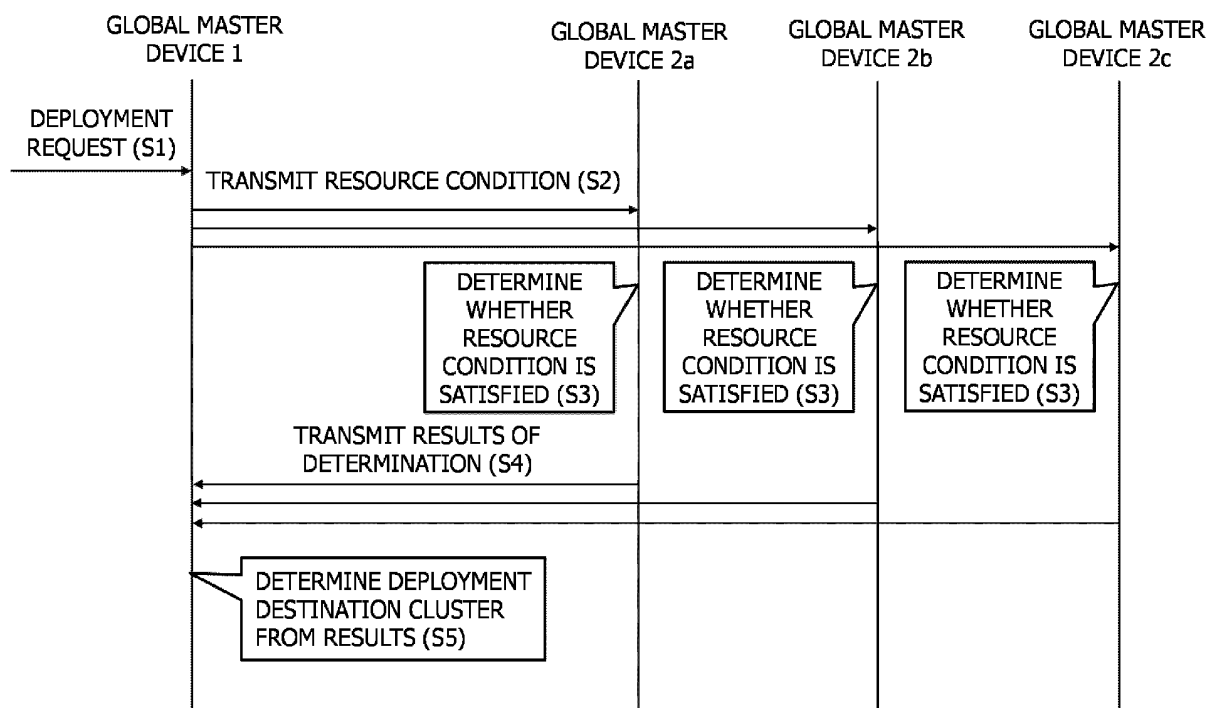 GLOBAL MASTER
DEVICE 1
GLOBAL MASTER
DEVICE 2a
GLOBAL MASTER
DEVICE 2b
GLOBAL MASTER
DEVICE 2c
DEPLOYMENT
REQUEST (S1)
TRANSMIT RESOURCE CONDITION (S2)
DETERMINE
WHETHER
RESOURCE
CONDITION IS
SATISFIED (S3)
DETERMINE
WHETHER
RESOURCE
CONDITION IS
SATISFIED (S3)
DETERMINE
WHETHER
RESOURCE
CONDITION IS
SATISFIED (S3)
TRANSMIT RESULTS OF
DETERMINATION (S4)
DETERMINE DEPLOYMENT
DESTINATION CLUSTER
FROM RESULTS (S5)